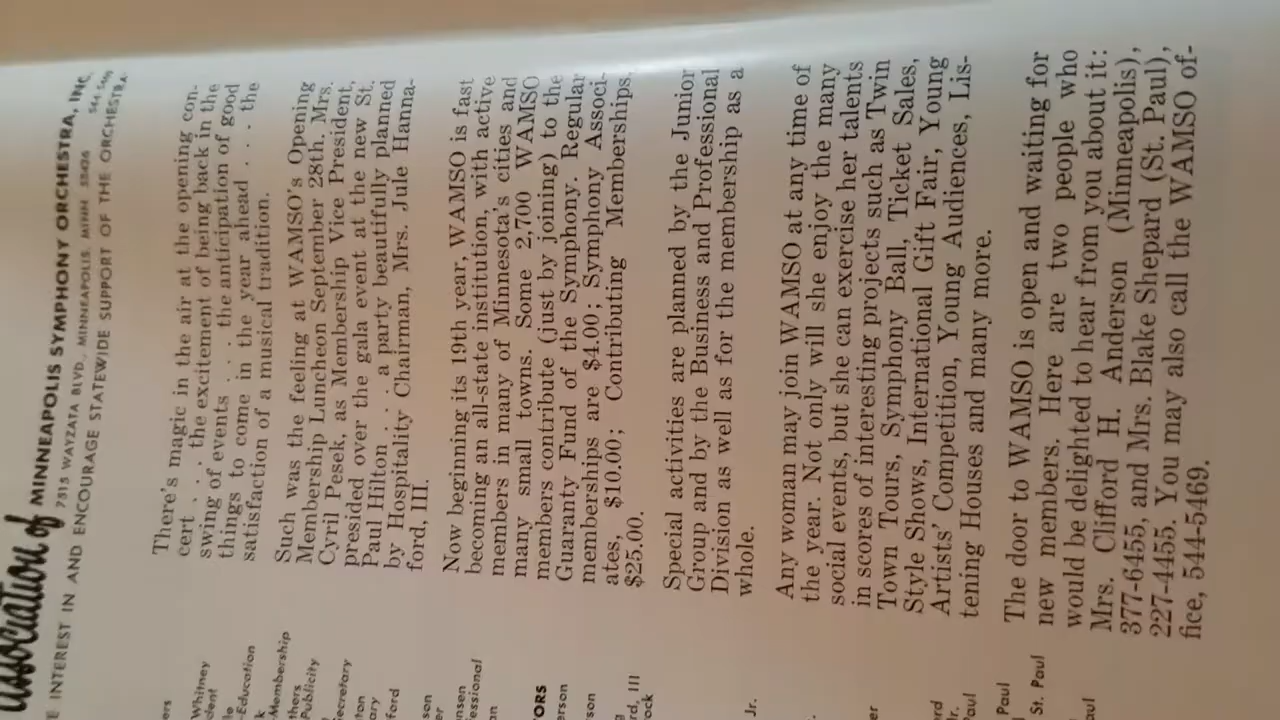 association of MINNEAPOLIS SYMPHONY ORCHESTRA, INC.
7515 WAYZATA BLVD., MINNEAPOLIS, MINN
INTEREST IN AND ENCOURAGE STATEWIDE SUPPORT OF THE ORCHESTRA
There's magic in the air at the opening con-
cert . . . the excitement of being back in the
swing of events . . . the anticipation of good
things to come in the year ahead . . . the
satisfaction of a musical tradition.
Such was the feeling at WAMSO's Opening
Membership Luncheon September 28th. Mrs.
Cyril Pesek, as Membership Vice President,
presided over the gala event at the new St.
Paul Hilton . . . a party beautifully planned
by Hospitality Chairman, Mrs. Jule Hanna-
ford, III.
Now beginning its 19th year, WAMSO is fast
becoming an all-state institution, with active
members in many of Minnesota's cities and
many small towns. Some 2,700 WAMSO
members contribute (just by joining) to the
Guaranty Fund of the Symphony. Regular
memberships are $4.00; Symphony Associ-
ates, $10.00; Contributing Memberships,
$25.00.
Special activities are planned by the Junior
Group and by the Business and Professional
Division as well as for the membership as a
whole.
Any woman may join WAMSO at any time of
the year. Not only will she enjoy the many
social events, but she can exercise her talents
in scores of interesting projects such as Twin
Town Tours, Symphony Ball, Ticket Sales,
Style Shows, International Gift Fair, Young
Artists' Competition, Young Audiences, Lis-
tening Houses and many more.
The door to WAMSO is open and waiting for
new members. Here are two people who
would be delighted to hear from you about it:
Mrs. Clifford H. Anderson (Minneapolis),
377-6455, and Mrs. Blake Shepard (St. Paul),
227-4455. You may also call the WAMSO of-
fice, 544-5469.
Whitney
Education
Membership
Publicity
ORS
III
Jr.
Paul
Paul
St. Paul
aul